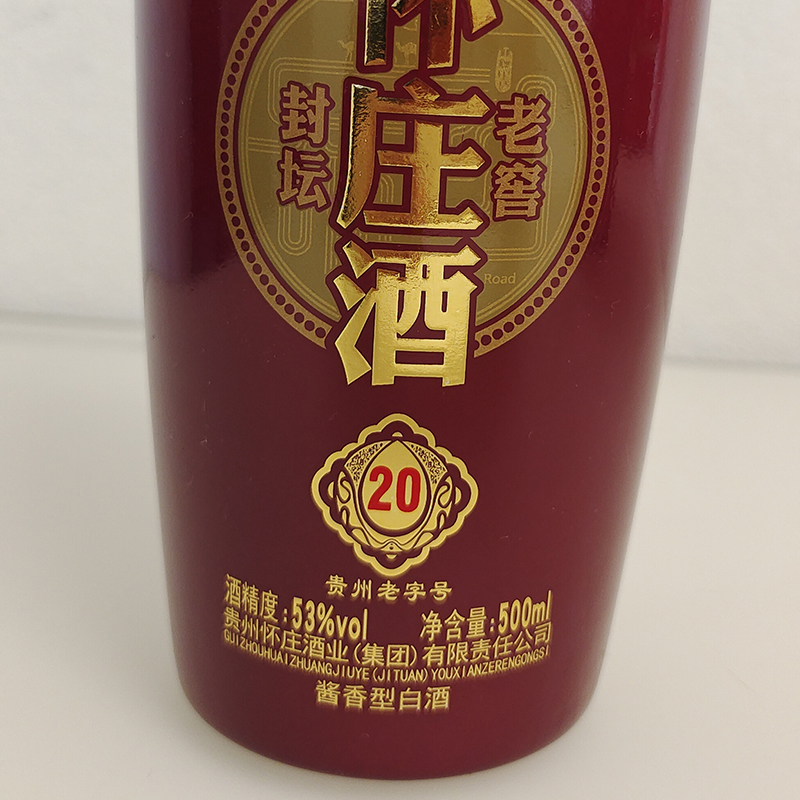 怀庄酒
封坛
老窖
Road
20
贵州老字号
酒精度:53%vol 净含量:500ml
贵州怀庄酒业(集团)有限责任公司
GUIZHOUHUAIZHUANGJIUYE(JITUAN)YOUXIANZERENGONGSI
酱香型白酒